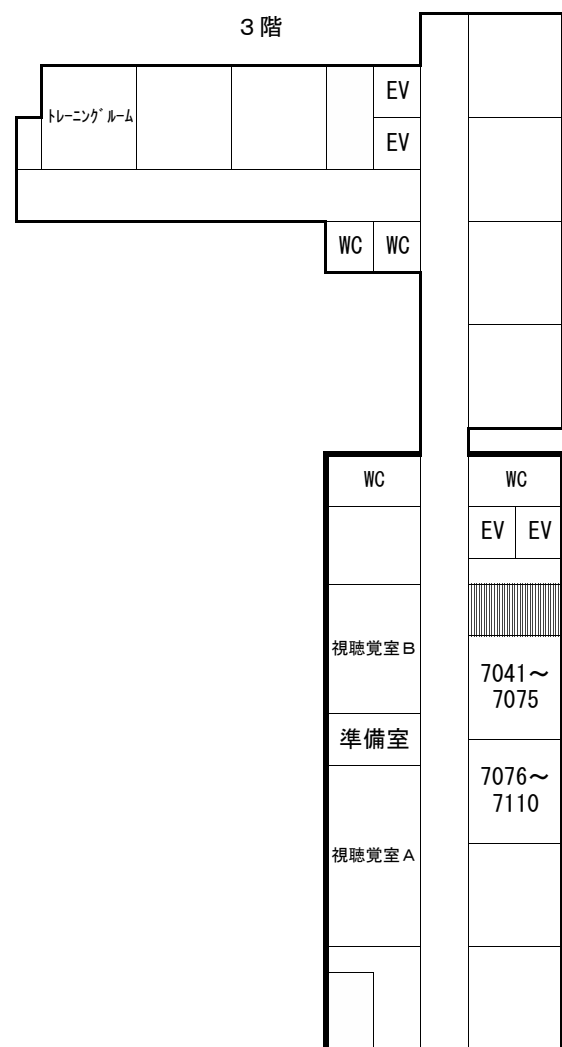 ３階
EV
ﾄﾚｰﾆﾝｸﾞﾙｰﾑ
EV
WC WC
WC WC
EV EV
視聴覚室Ｂ
7041～
7075
準備室
7076～
7110
視聴覚室Ａ